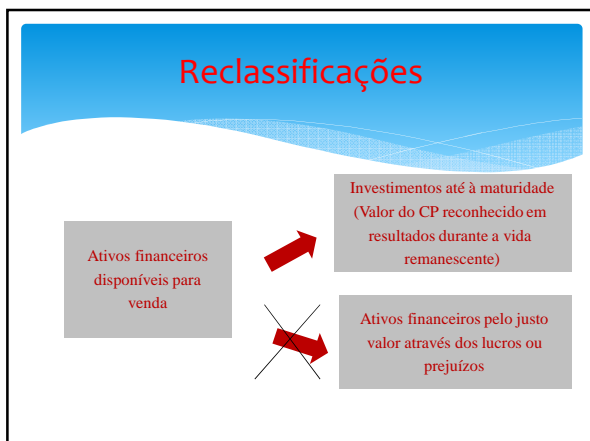 Reclassificações
Ativos financeiros
disponíveis para
venda
Investimentos até à maturidade
(Valor do CP reconhecido em
resultados durante a vida
remanescente)
Ativos financeiros pelo justo
valor através dos lucros ou
prejuízos